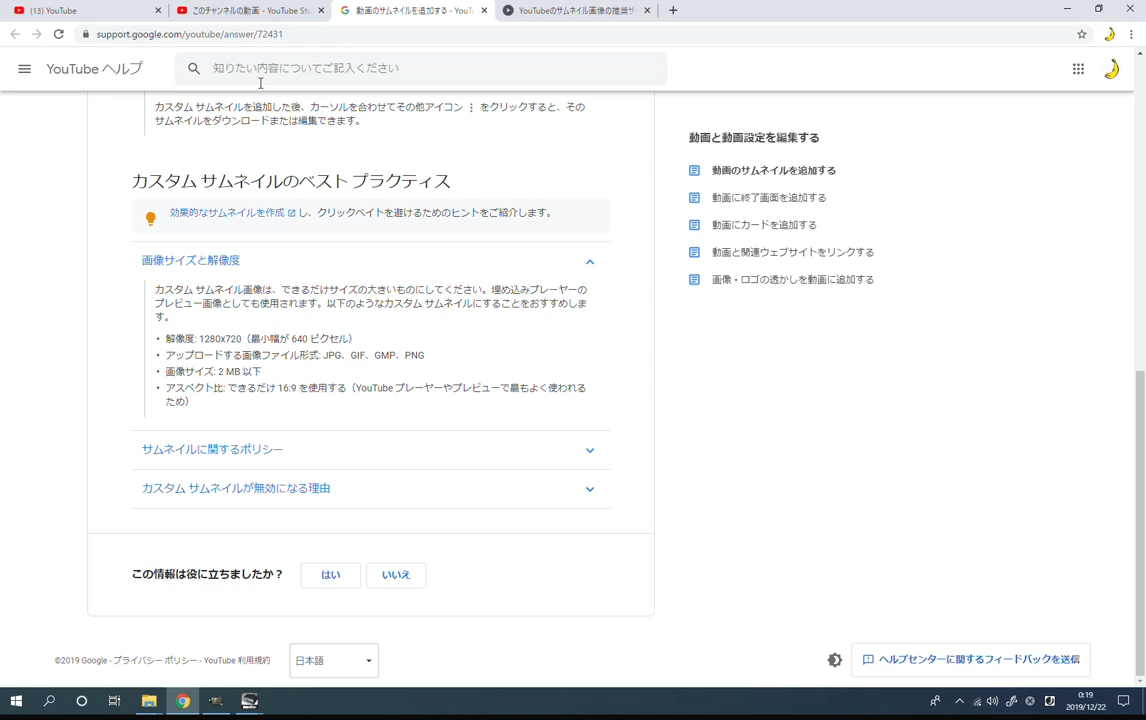 (13) YouTube
このチャンネルの動画 - YouTube Stu
動画のサムネイルを追加する - YouT
YouTubeのサムネイル画像の推奨サ
support.google.com/youtube/answer/72431
YouTube ヘルプ
知りたい内容についてご記入ください
カスタム サムネイルを追加した後、カーソルを合わせてその他アイコン ⋮ をクリックすると、その
サムネイルをダウンロードまたは編集できます。
カスタム サムネイルのベスト プラクティス
効果的なサムネイルを作成 し、クリックベイトを避けるためのヒントをご紹介します。
画像サイズと解像度
カスタム サムネイル画像は、できるだけサイズの大きいものにしてください。埋め込みプレーヤーの
プレビュー画像としても使用されます。以下のようなカスタム サムネイルにすることをおすすめしま
す。
• 解像度: 1280x720（最小幅が 640 ピクセル）
• アップロードする画像ファイル形式: JPG、GIF、GMP、PNG
• 画像サイズ: 2 MB 以下
• アスペクト比: できるだけ 16:9 を使用する（YouTube プレーヤーやプレビューで最もよく使われる
ため）
サムネイルに関するポリシー
カスタム サムネイルが無効になる理由
この情報は役に立ちましたか？
はい
いいえ
動画と動画設定を編集する
動画のサムネイルを追加する
動画に終了画面を追加する
動画にカードを追加する
動画と関連ウェブサイトをリンクする
画像・ロゴの透かしを動画に追加する
©2019 Google - プライバシー ポリシー - YouTube 利用規約
日本語
ヘルプセンターに関するフィードバックを送信
0:19
2019/12/22